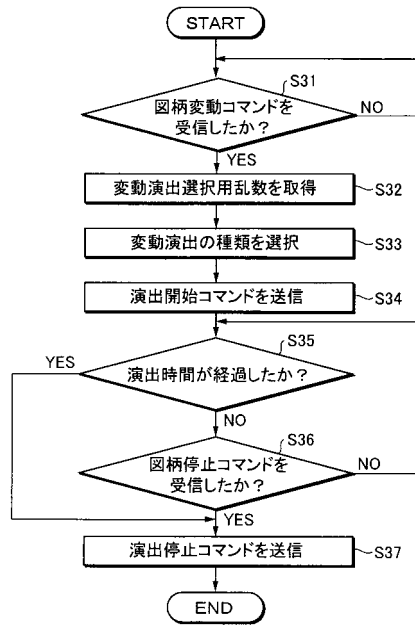 START
S31
図柄変動コマンドを
受信したか?
NO
YES
変動演出選択用乱数を取得
S32
変動演出の種類を選択
S33
演出開始コマンドを送信
S34
S35
YES
演出時間が経過したか?
NO
S36
図柄停止コマンドを
受信したか?
NO
YES
演出停止コマンドを送信
S37
END